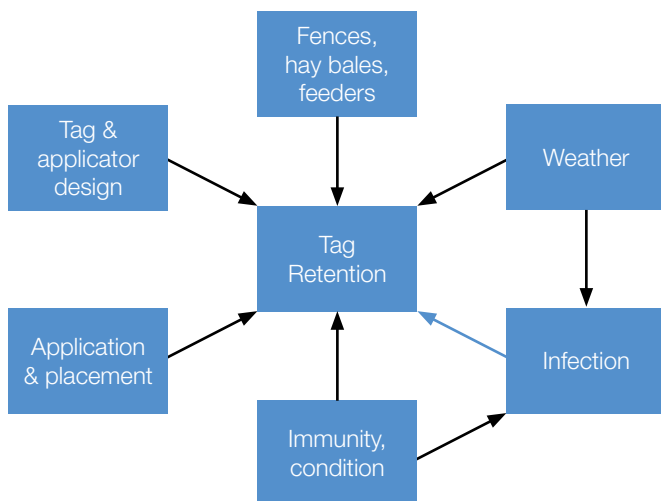 Fences,
hay bales,
feeders
Tag &
applicator
design
Weather
Tag
Retention
Application
& placement
Infection
Immunity,
condition